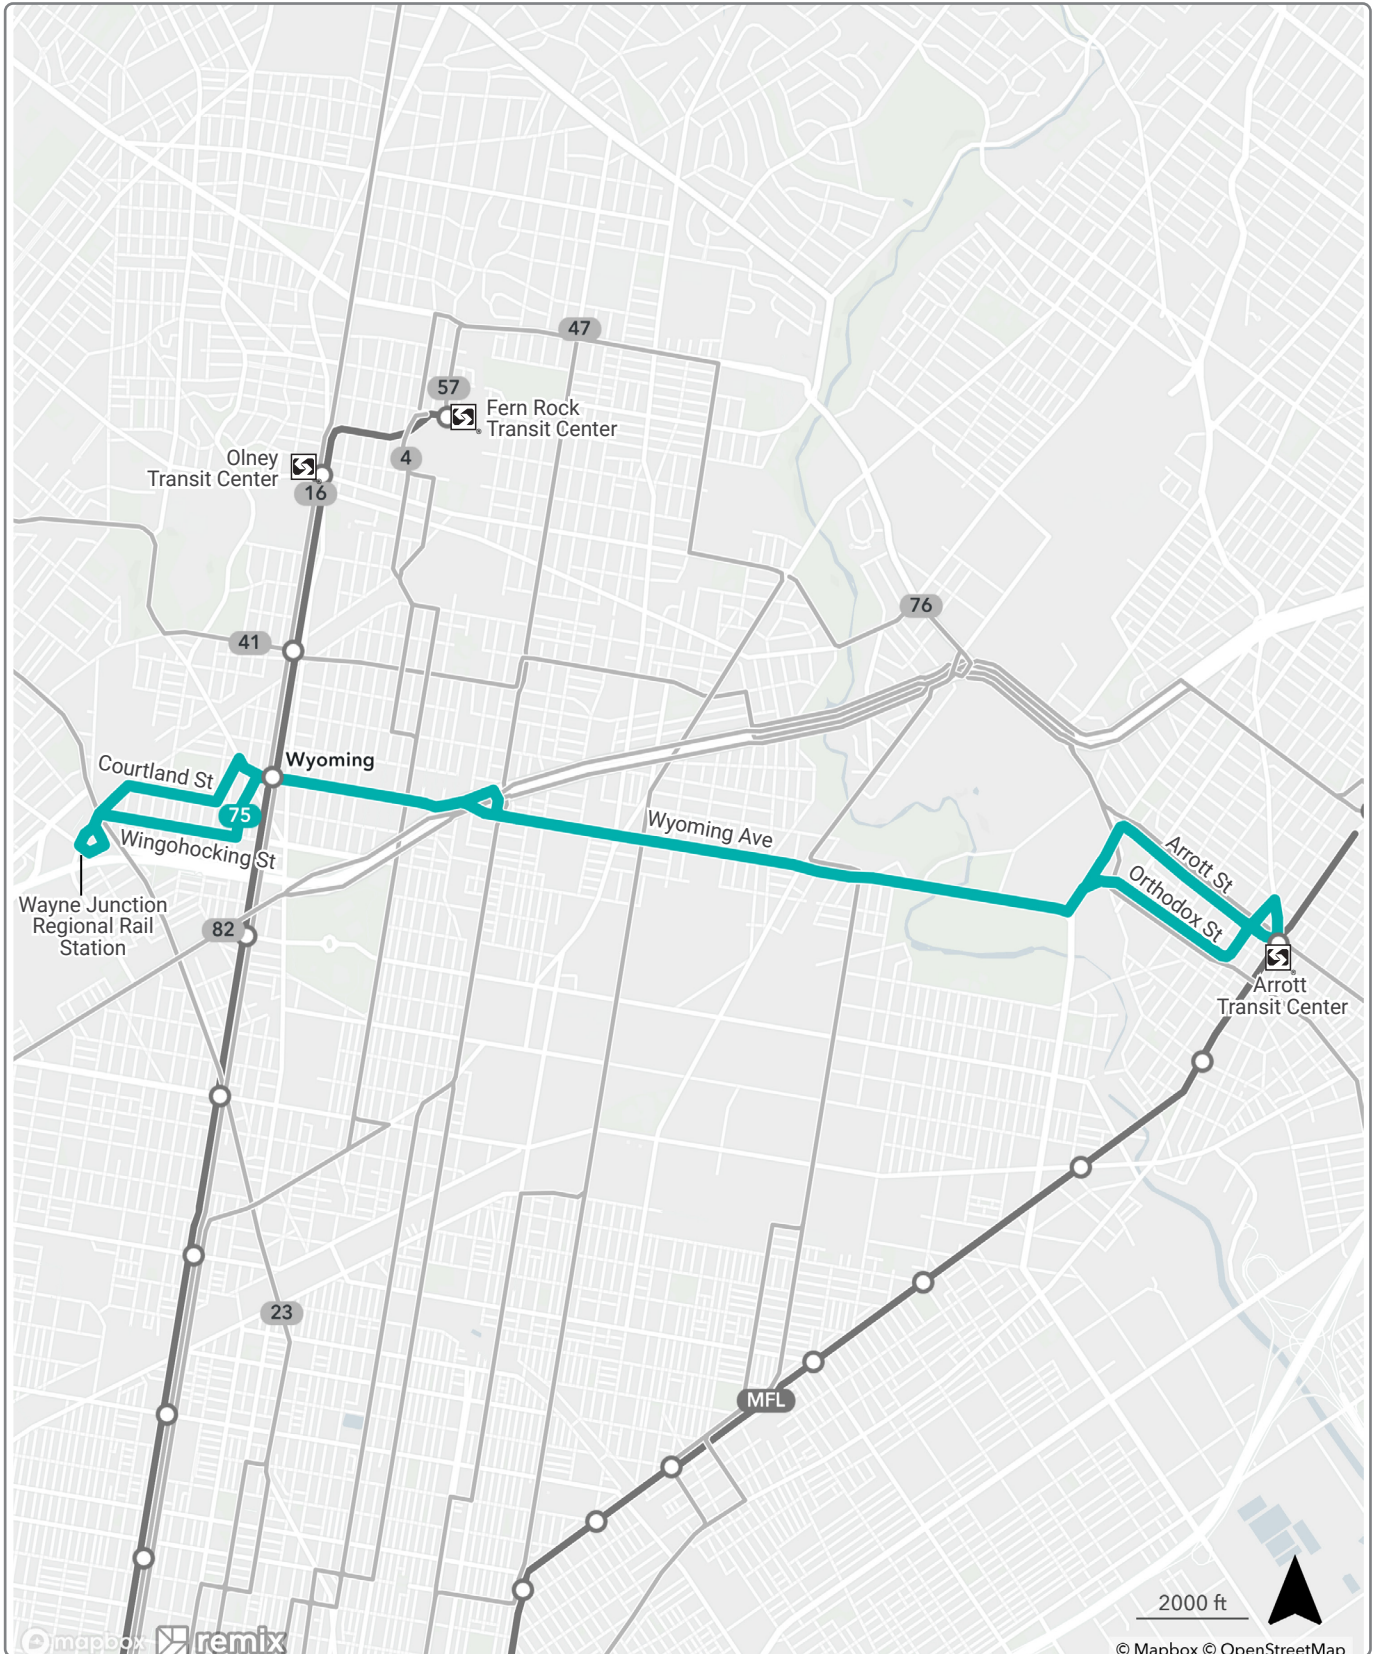 47
57
Fern Rock
Transit Center
Olney
Transit Center
4
16
76
41
Wyoming
Courtland St
75
Wyoming Ave
Wingohocking St
Arrott St
Orthodox St
Wayne Junction
Regional Rail
Station
82
Arrott
Transit Center
23
MFL
2000 ft
mapbox
remix
© Mapbox © OpenStreetMap